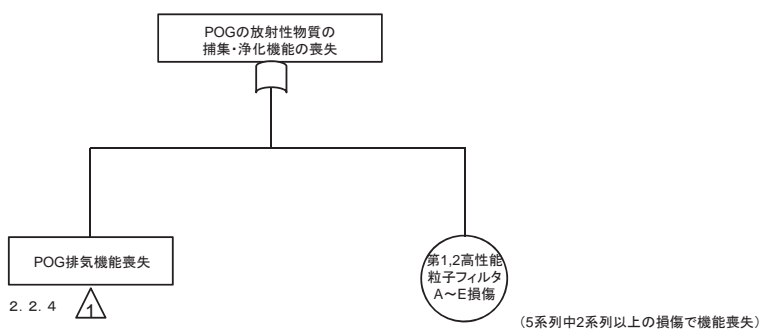 POGの放射性物質の
捕集・浄化機能の喪失
POG排気機能喪失
2．2．4
1
第1,2高性能
粒子フィルタ
A～E損傷
（5系列中2系列以上の損傷で機能喪失）